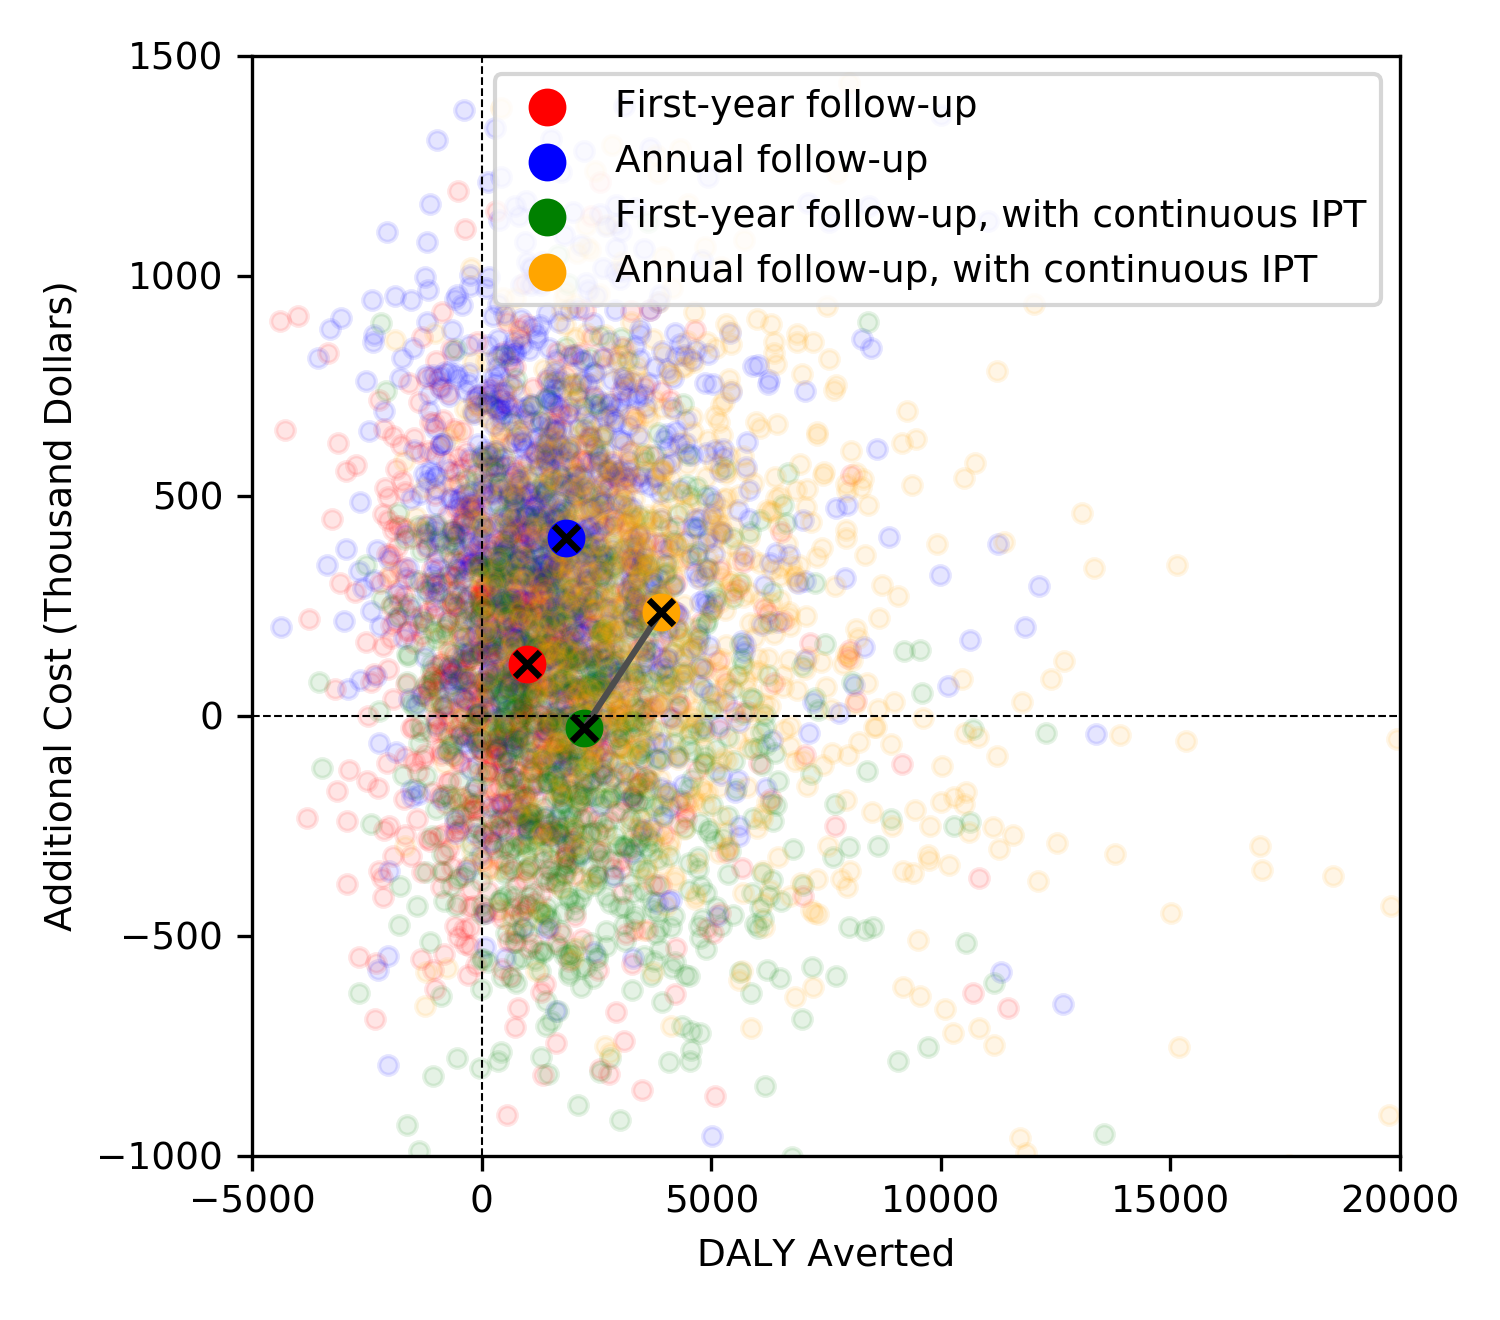 Additional Cost (Thousand Dollars)
1500
1000
500
0
−500
−1000
First-year follow-up
Annual follow-up
First-year follow-up, with continuous IPT
Annual follow-up, with continuous IPT
−5000 0 5000 10000 15000 20000
DALY Averted